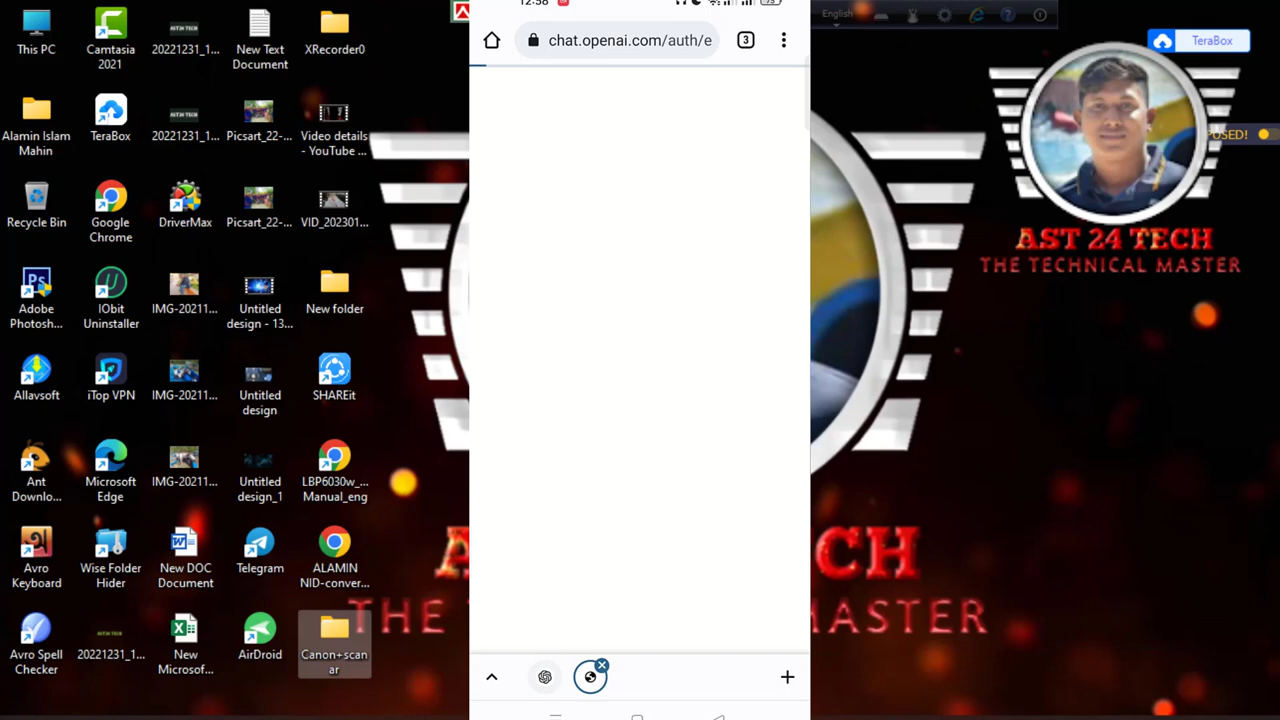 This PC
Camtasia
2021
20221231_1...
New Text
Document
XRecorder0
Alamin Islam
Mahin
TeraBox
20221231_1...
Picsart_22-...
Video details
- YouTube ...
Recycle Bin
Google
Chrome
DriverMax
Picsart_22-...
VID_202301...
Adobe
Photosh...
IObit
Uninstaller
IMG-20211...
Untitled
design - 13...
New folder
Allavsoft
iTop VPN
IMG-20211...
Untitled
design
SHAREit
Ant
Downlo...
Microsoft
Edge
IMG-20211...
Untitled
design_1
LBP6030w_...
Manual_eng
Avro
Keyboard
Wise Folder
Hider
New DOC
Document
Telegram
ALAMIN
NID-conver...
Avro Spell
Checker
20221231_1...
New
Microsof...
AirDroid
Canon+scan
ar
12:58
chat.openai.com/auth/e
3
English
TeraBox
POSED!
AST 24 TECH
THE TECHNICAL MASTER
A
CH
THE
MASTER